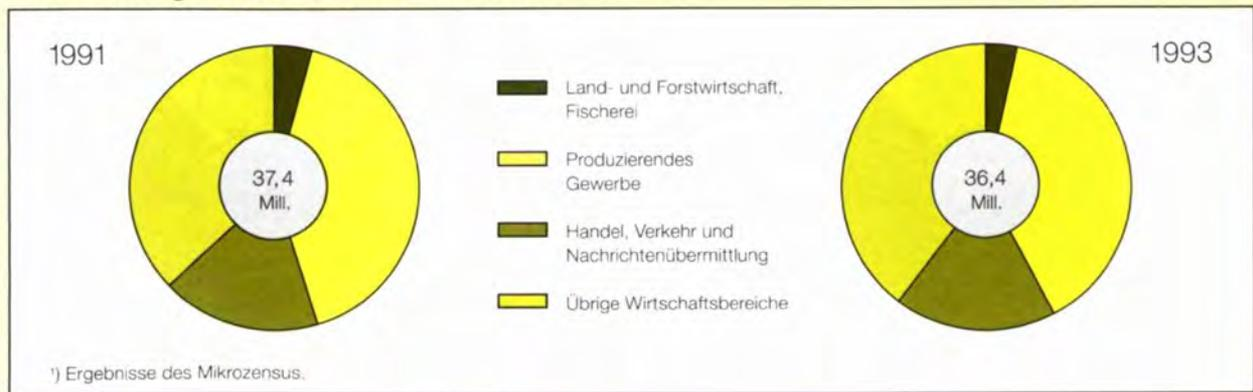 1991
37,4
Mill.
Land- und Forstwirtschaft,
Fischerei
Produzierendes
Gewerbe
Handel, Verkehr und
Nachrichtenübermittlung
Übrige Wirtschaftsbereiche
1993
36,4
Mill.
¹) Ergebnisse des Mikrozensus.